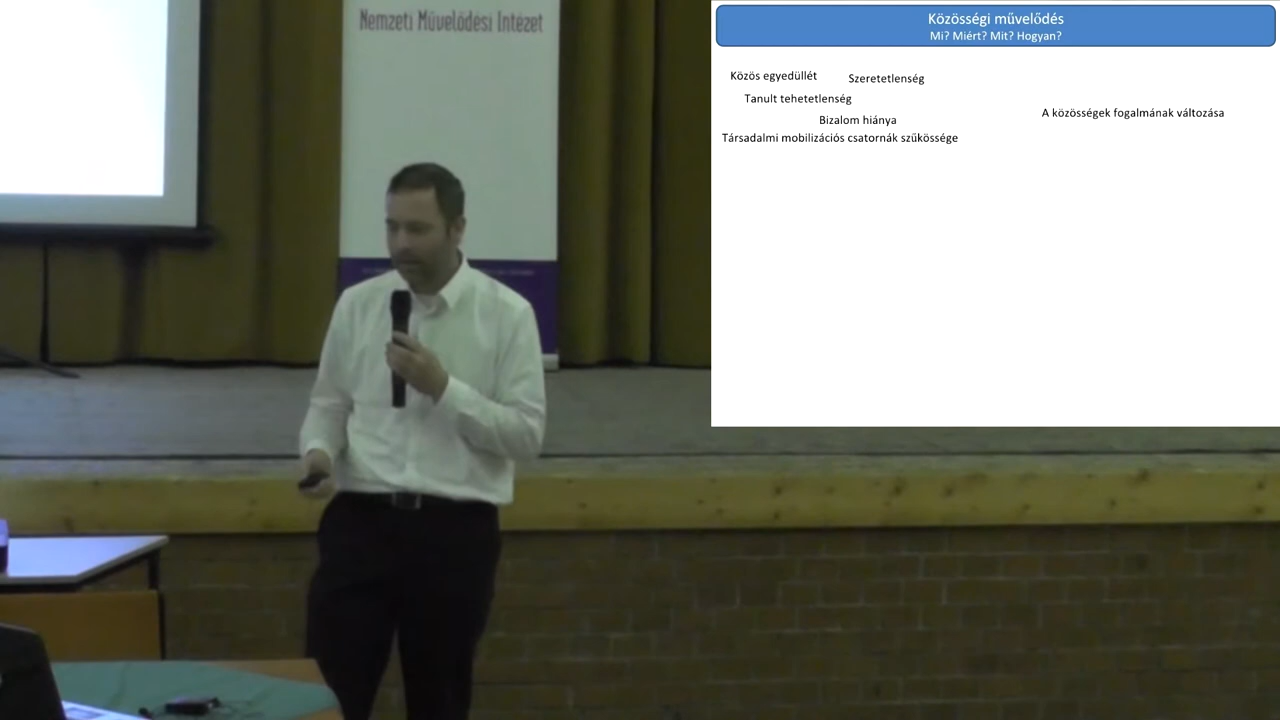 Nemzeti Művelődési Intézet
Közösségi művelődés
Mi? Miért? Mit? Hogyan?
Közös egyedüllét
Szeretetlenség
Tanult tehetetlenség
A közösségek fogalmának változása
Bizalom hiánya
Társadalmi mobilizációs csatornák szűkössége